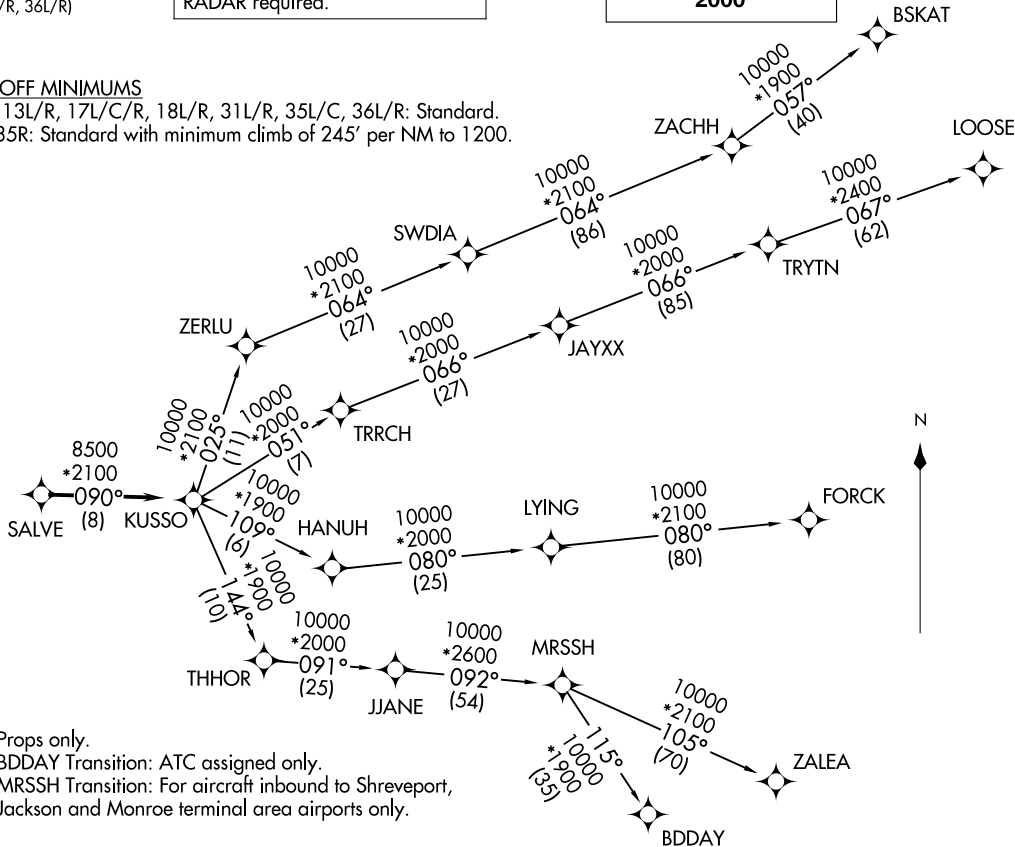 /R, 36L/R)
RADAR required.
2000
BSKAT
OFF MINIMUMS
13L/R, 17L/C/R, 18L/R, 31L/R, 35L/C, 36L/R: Standard.
35R: Standard with minimum climb of 245' per NM to 1200.
10000
*1900
057°
(40)
ZACHH
LOOSE
10000
*2100
064°
(86)
10000
*2400
067°
(62)
SWDIA
10000
*2000
066°
(85)
TRYTN
10000
*2100
064°
(27)
ZERLU
10000
*2000
066°
(27)
JAYXX
10000
*2100
025°
(11)
10000
*2000
051°
(7)
TRRCH
N
8500
*2100
090°
(8)
SALVE
KUSSO
10000
*1900
109°
(6)
HANUH
10000
*2000
080°
(25)
LYING
10000
*2100
080°
(80)
FORCK
10000
*1900
144°
(10)
THHOR
10000
*2000
091°
(25)
JJANE
10000
*2600
092°
(54)
MRSSH
10000
*2100
105°
(70)
ZALEA
115°
10000
*1900
(35)
BDDAY
Props only.
BDDAY Transition: ATC assigned only.
MRSSH Transition: For aircraft inbound to Shreveport,
Jackson and Monroe terminal area airports only.